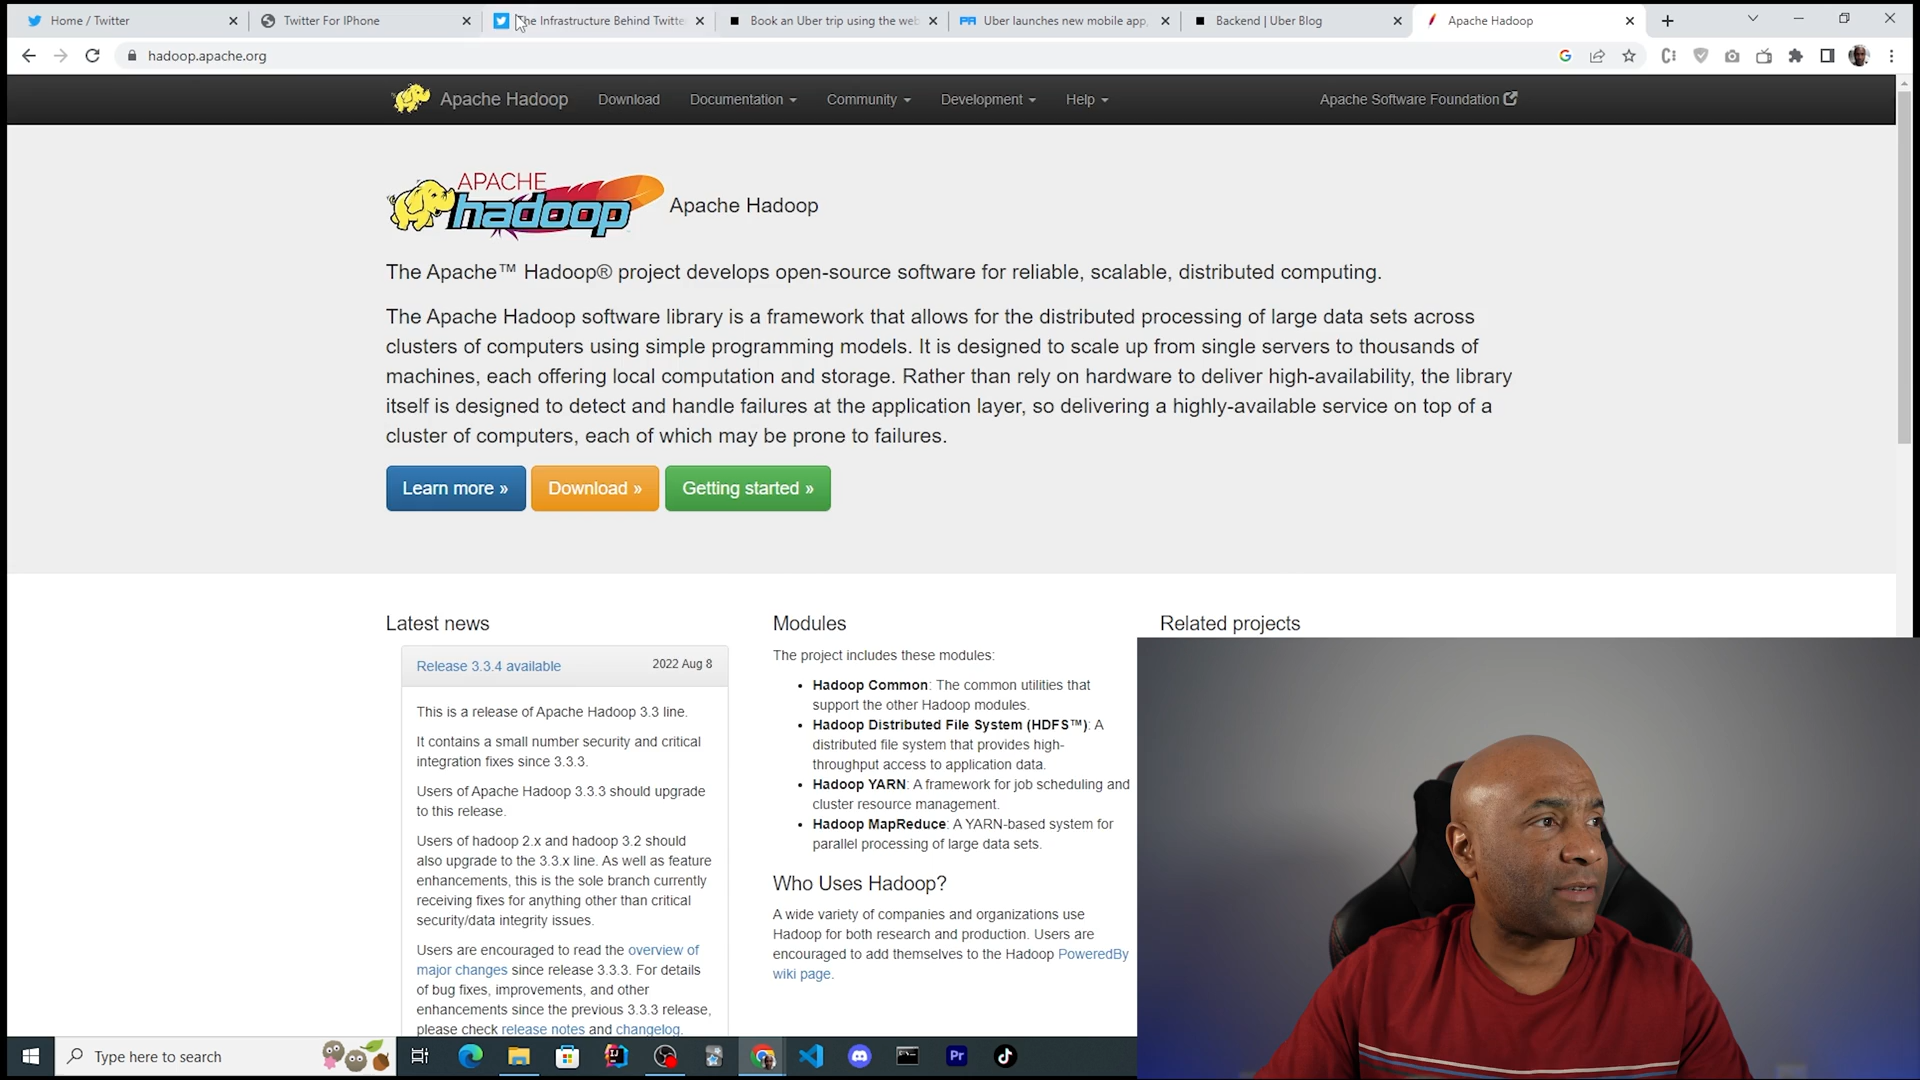 Home / Twitter
Twitter For IPhone
The Infrastructure Behind Twitte
Book an Uber trip using the web
Uber launches new mobile app,
Backend | Uber Blog
Apache Hadoop
hadoop.apache.org
Apache Hadoop
Download
Documentation
Community
Development
Help
Apache Software Foundation
APACHE
hadoop
Apache Hadoop
The Apache™ Hadoop® project develops open-source software for reliable, scalable, distributed computing.
The Apache Hadoop software library is a framework that allows for the distributed processing of large data sets across
clusters of computers using simple programming models. It is designed to scale up from single servers to thousands of
machines, each offering local computation and storage. Rather than rely on hardware to deliver high-availability, the library
itself is designed to detect and handle failures at the application layer, so delivering a highly-available service on top of a
cluster of computers, each of which may be prone to failures.
Learn more »
Download »
Getting started »
Latest news
Release 3.3.4 available
2022 Aug 8
This is a release of Apache Hadoop 3.3 line.
It contains a small number security and critical
integration fixes since 3.3.3.
Users of Apache Hadoop 3.3.3 should upgrade
to this release.
Users of hadoop 2.x and hadoop 3.2 should
also upgrade to the 3.3.x line. As well as feature
enhancements, this is the sole branch currently
receiving fixes for anything other than critical
security/data integrity issues.
Users are encouraged to read the overview of
major changes since release 3.3.3. For details
of bug fixes, improvements, and other
enhancements since the previous 3.3.3 release,
please check release notes and changelog.
Modules
The project includes these modules:
Hadoop Common: The common utilities that
support the other Hadoop modules.
Hadoop Distributed File System (HDFS™): A
distributed file system that provides high-
throughput access to application data.
Hadoop YARN: A framework for job scheduling and
cluster resource management.
Hadoop MapReduce: A YARN-based system for
parallel processing of large data sets.
Who Uses Hadoop?
A wide variety of companies and organizations use
Hadoop for both research and production. Users are
encouraged to add themselves to the Hadoop PoweredBy
wiki page.
Related projects
Type here to search
Pr